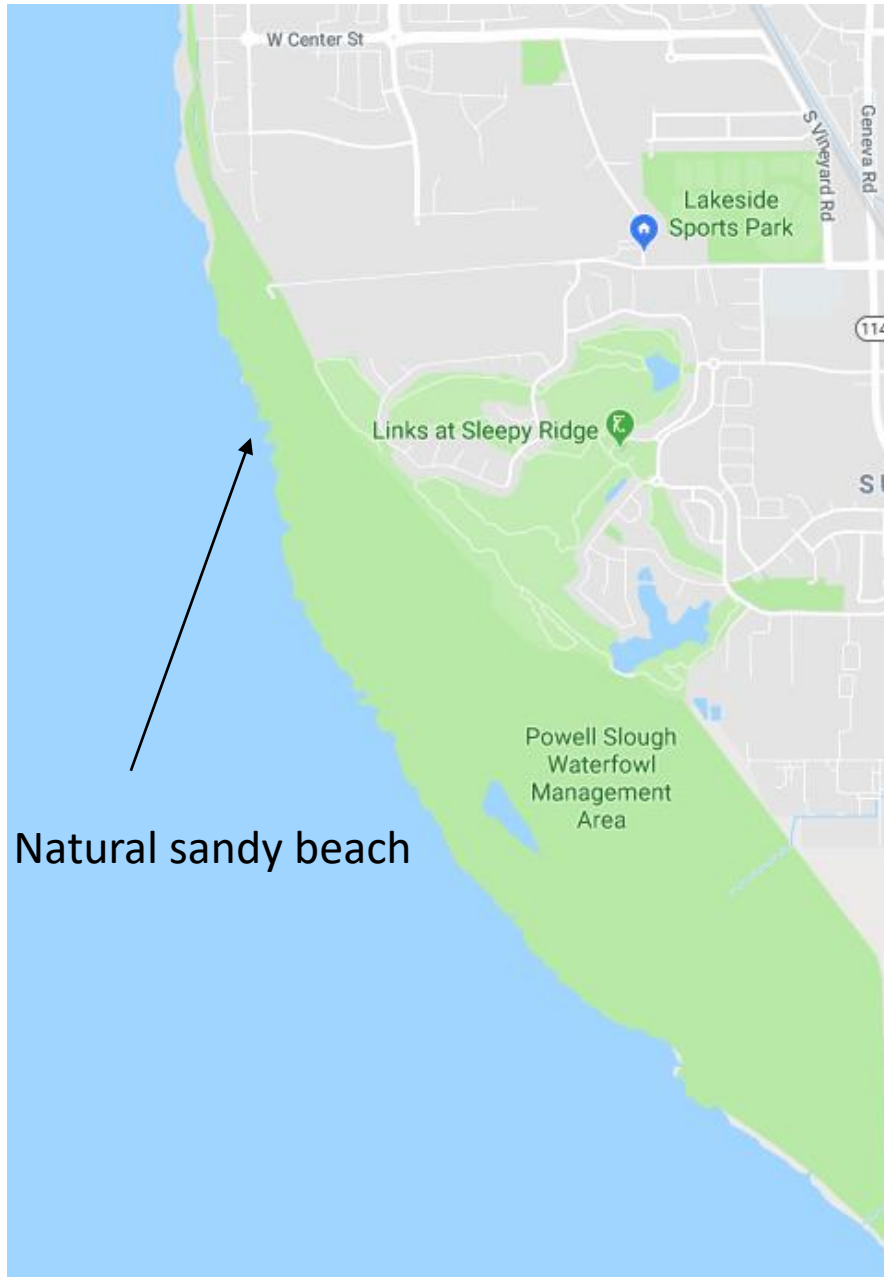 W Center St
S Vineyard Rd
Geneva Rd
Lakeside
Sports Park
114
Links at Sleepy Ridge
Powell Slough
Waterfowl
Management
Area
Natural sandy beach